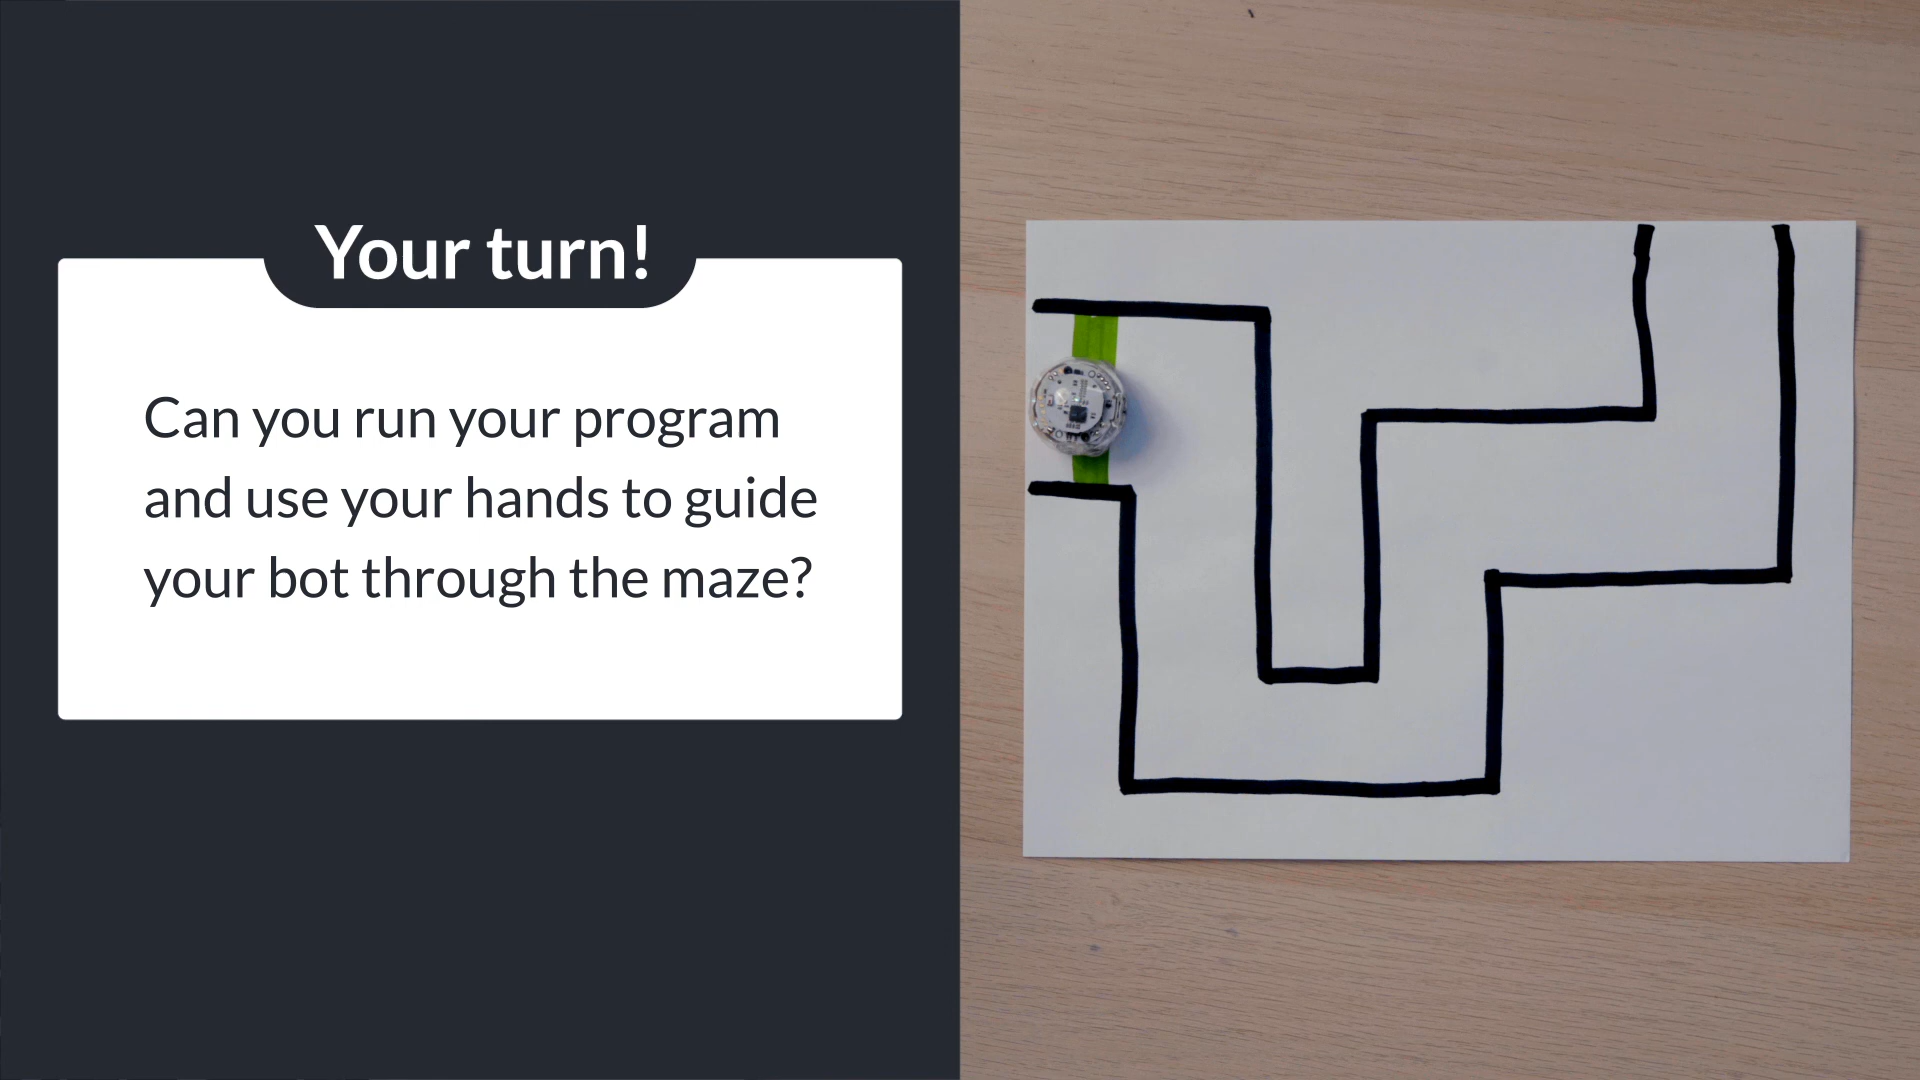 Your turn!
Can you run your program
and use your hands to guide
your bot through the maze?